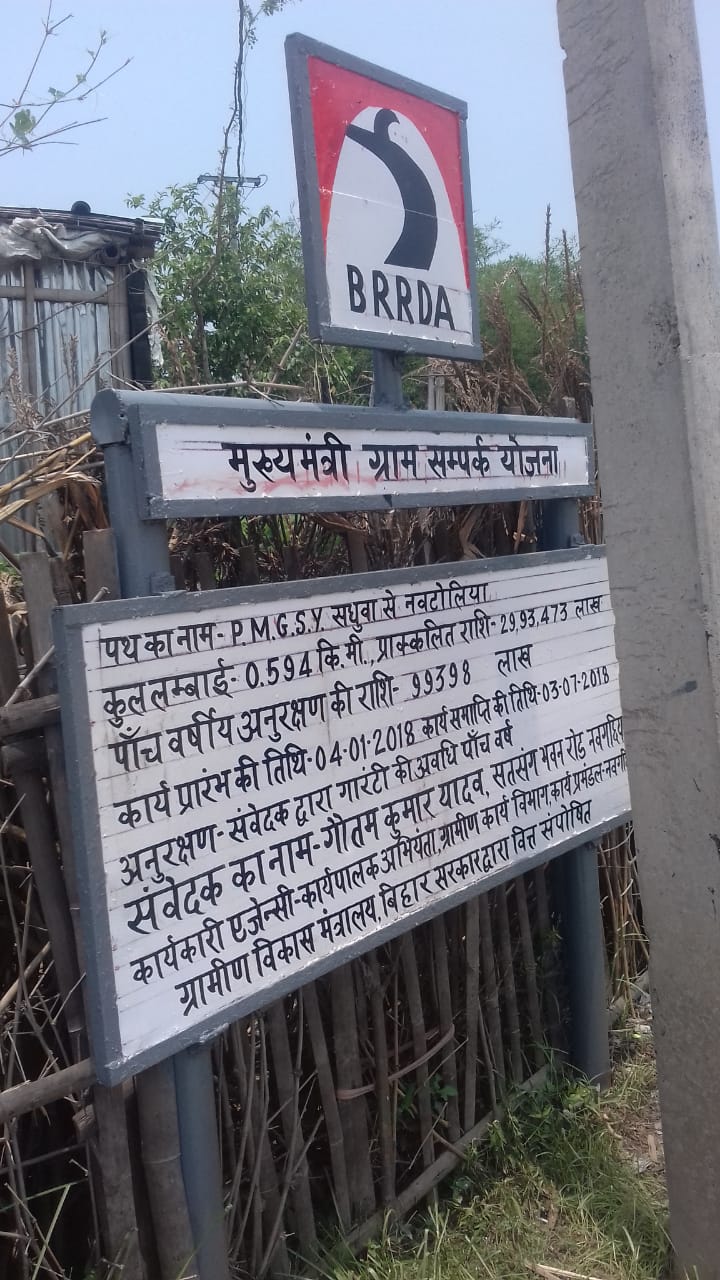 BRRDA
मुख्यमंत्री ग्राम सम्पर्क योजना
पथ का नाम- P.M.G.S.Y. सधुवा से नवटोलिया
कुल लम्बाई- 0.594 कि.मी., प्राक्कलित राशि- 29,93,473 लाख
पाँच वर्षीय अनुरक्षण की राशि- 99398 लाख
कार्य प्रारंभ की तिथि-04-01-2018 कार्य समाप्ति की तिथि-03-07-2018
अनुरक्षण- संवेदक द्वारा गारंटी की अवधि पाँच वर्ष
संवेदक का नाम-गौतम कुमार यादव, सतसंग भवन रोड नवगछिय
कार्यकारी एजेन्सी-कार्यपालक अभियंता, ग्रामीण कार्य विभाग, कार्य प्रमंडल-
ग्रामीण विकास मंत्रालय, बिहार सरकार द्वारा वित्त संपोषित